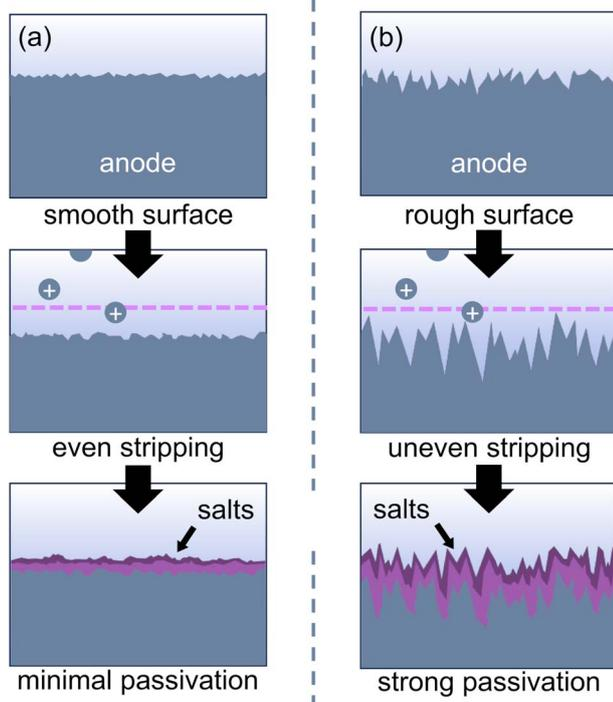 (a)
anode
smooth surface
+
+
even stripping
salts
minimal passivation
(b)
anode
rough surface
+
+
uneven stripping
salts
strong passivation